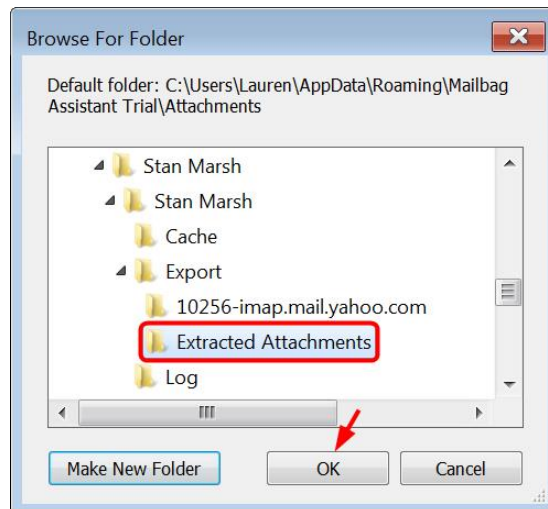 Browse For Folder
Default folder: C:\Users\Lauren\AppData\Roaming\Mailbag
Assistant Trial\Attachments
Stan Marsh
Stan Marsh
Cache
Export
10256-imap.mail.yahoo.com
Extracted Attachments
Log
Make New Folder OK Cancel